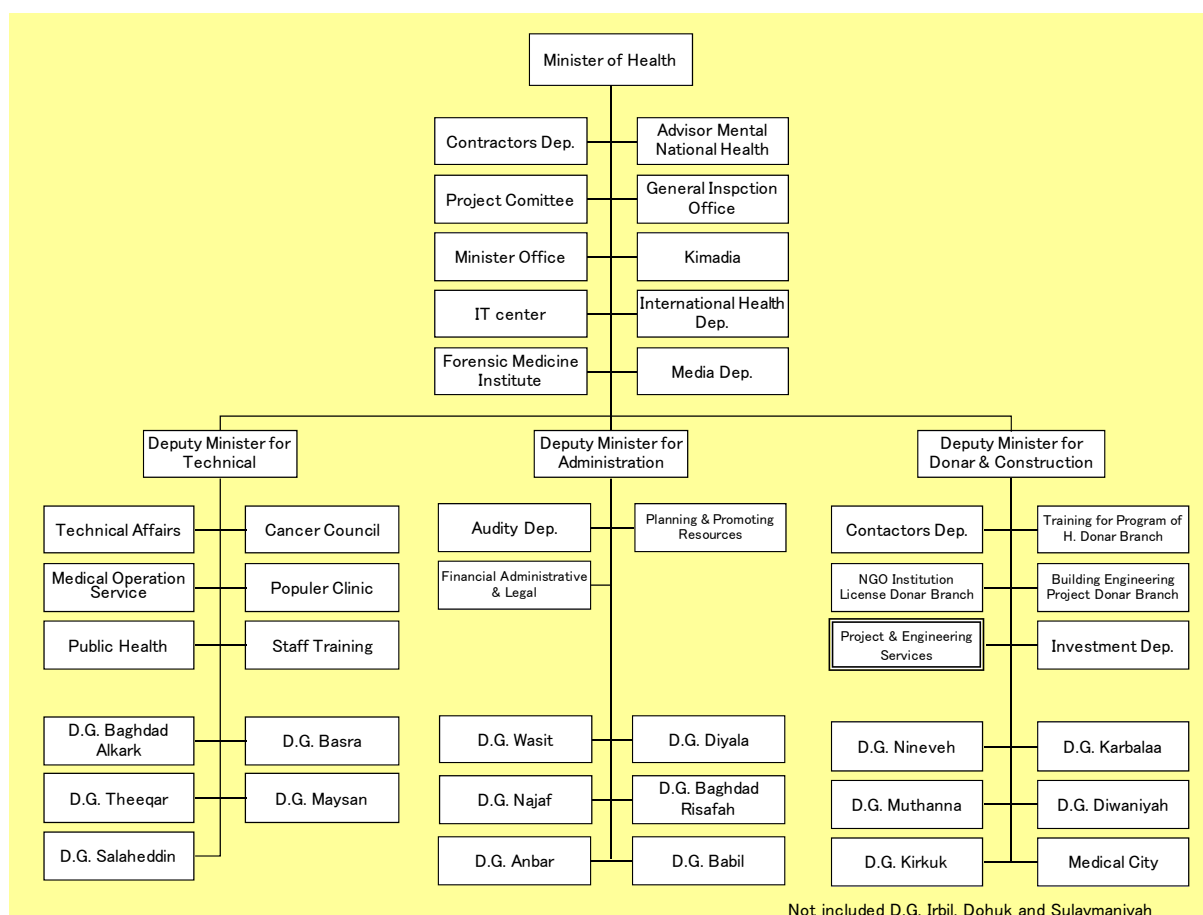 Minister of Health
Contractors Dep.
Advisor Mental
National Health
Project Comittee
General Inspction
Office
Minister Office
Kimadia
IT center
International Health
Dep.
Forensic Medicine
Institute
Media Dep.
Deputy Minister for
Technical
Deputy Minister for
Administration
Deputy Minister for
Donar & Construction
Technical Affairs
Cancer Council
Medical Operation
Service
Populer Clinic
Public Health
Staff Training
Audity Dep.
Planning & Promoting
Resources
Financial Administrative
& Legal
Contactors Dep.
Training for Program of
H. Donar Branch
NGO Institution
License Donar Branch
Building Engineering
Project Donar Branch
Project & Engineering
Services
Investment Dep.
D.G. Baghdad
Alkark
D.G. Basra
D.G. Theeqar
D.G. Maysan
D.G. Salaheddin
D.G. Wasit
D.G. Diyala
D.G. Najaf
D.G. Baghdad
Risafah
D.G. Anbar
D.G. Babil
D.G. Nineveh
D.G. Karbalaa
D.G. Muthanna
D.G. Diwaniyah
D.G. Kirkuk
Medical City
Not included D.G. Irbil, Dohuk and Sulaymaniyah